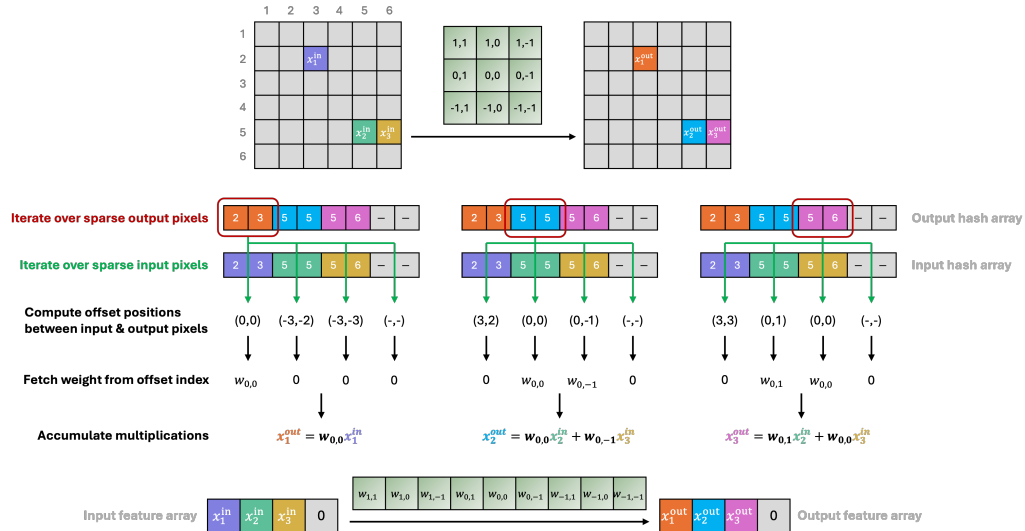 1 2 3 4 5 6
1
2
3
4
5
6
x₁ⁱⁿ
x₂ⁱⁿ x₃ⁱⁿ
1,1 1,0 1,-1
0,1 0,0 0,-1
-1,1 -1,0 -1,-1
x₁ᵒᵘᵗ
x₂ᵒᵘᵗ x₃ᵒᵘᵗ
Iterate over sparse output pixels
2 3 5 5 5 6 – –
2 3 5 5 5 6 – –
2 3 5 5 5 6 – –
Output hash array
Iterate over sparse input pixels
2 3 5 5 5 6 – –
2 3 5 5 5 6 – –
2 3 5 5 5 6 – –
Input hash array
Compute offset positions
between input & output pixels
(0,0) (-3,-2) (-3,-3) (-,-)
(3,2) (0,0) (0,-1) (-,-)
(3,3) (0,1) (0,0) (-,-)
Fetch weight from offset index
w₀,₀ 0 0 0
0 w₀,₀ w₀,₋₁ 0
0 w₀,₁ w₀,₀ 0
Accumulate multiplications
x₁ᵒᵘᵗ = w₀,₀x₁ⁱⁿ
x₂ᵒᵘᵗ = w₀,₀x₂ⁱⁿ + w₀,₋₁x₃ⁱⁿ
x₃ᵒᵘᵗ = w₀,₁x₂ⁱⁿ + w₀,₀x₃ⁱⁿ
Input feature array
x₁ⁱⁿ x₂ⁱⁿ x₃ⁱⁿ 0
w₁,₁ w₁,₀ w₁,₋₁ w₀,₁ w₀,₀ w₀,₋₁ w₋₁,₁ w₋₁,₀ w₋₁,₋₁
x₁ᵒᵘᵗ x₂ᵒᵘᵗ x₃ᵒᵘᵗ 0
Output feature array